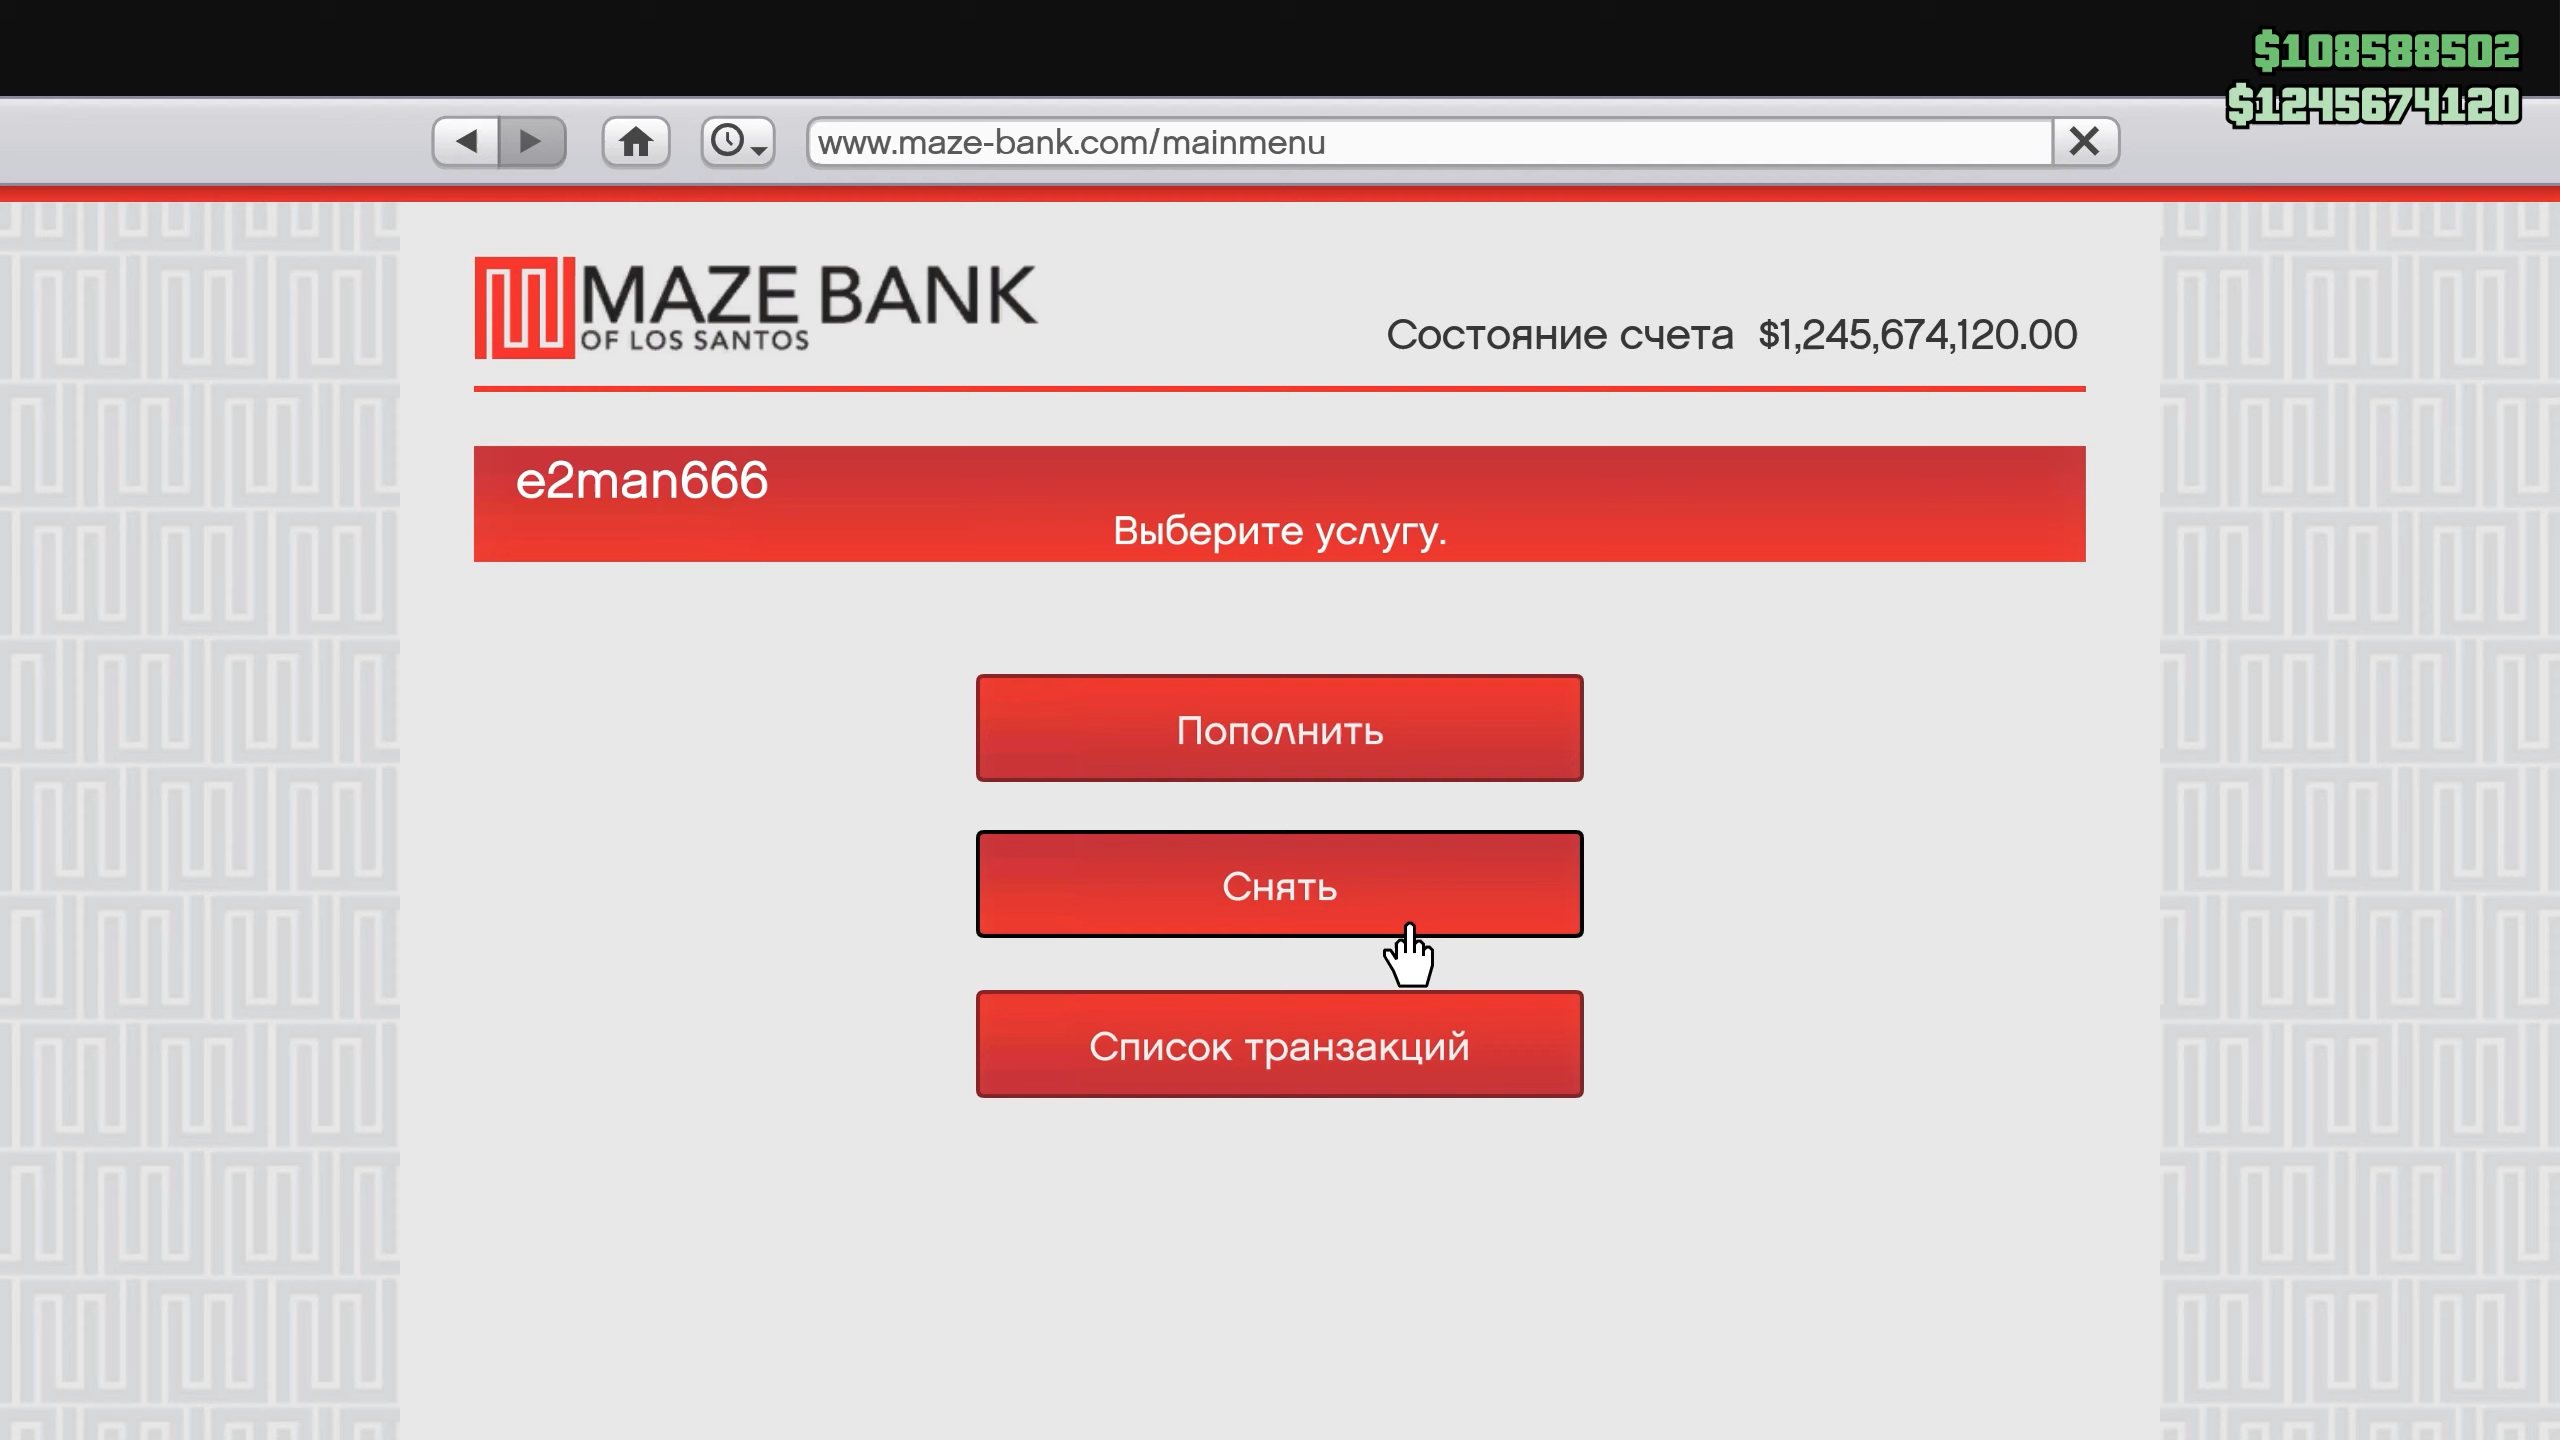 $108588502
$1245674120
www.maze-bank.com/mainmenu
MAZE BANK
OF LOS SANTOS
Состояние счета $1,245,674,120.00
e2man666
Выберите услугу.
Пополнить
Снять
Список транзакций